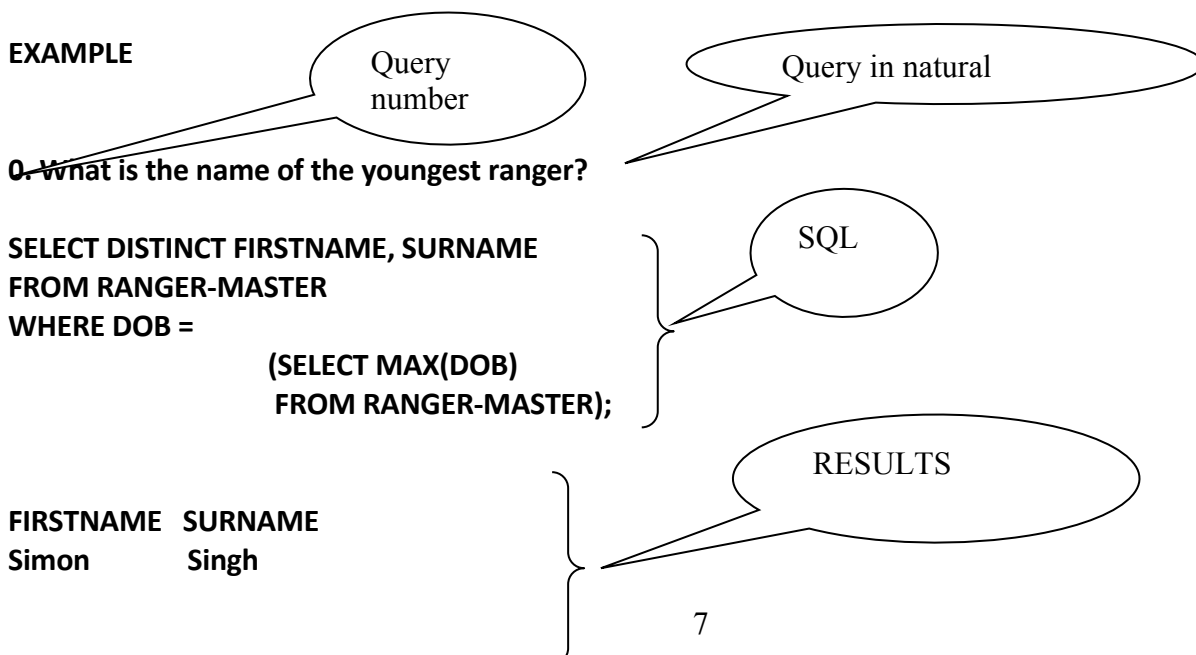 EXAMPLE
Query
number
Query in natural
0. What is the name of the youngest ranger?
SELECT DISTINCT FIRSTNAME, SURNAME
FROM RANGER-MASTER
WHERE DOB =
(SELECT MAX(DOB)
FROM RANGER-MASTER);
SQL
RESULTS
FIRSTNAME SURNAME
Simon Singh
7